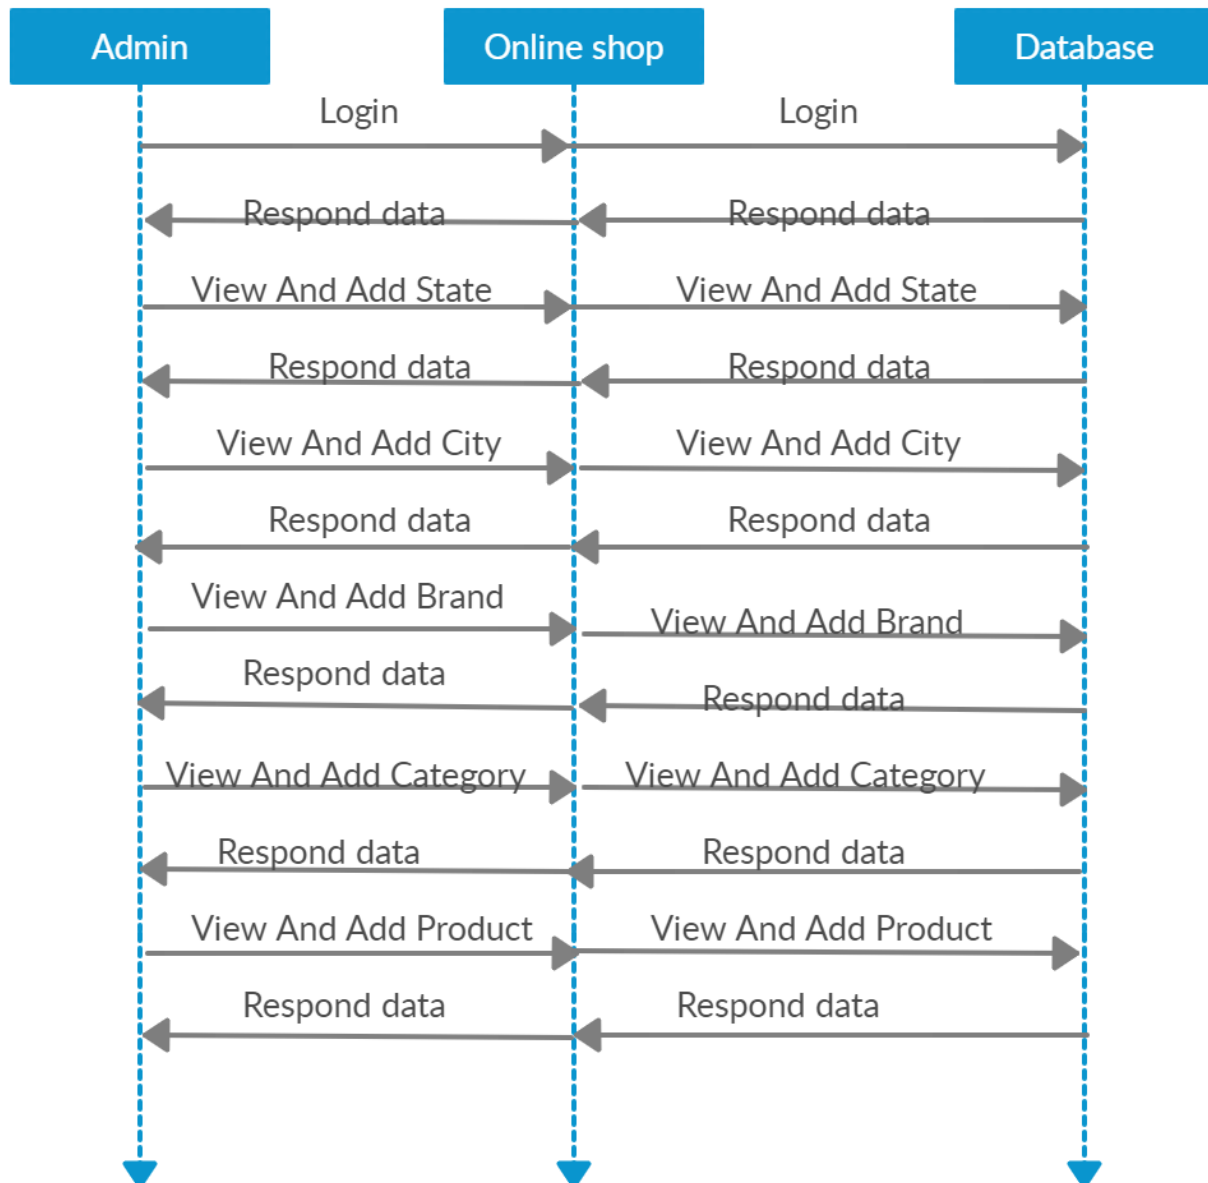 Admin
Online shop
Database
Login
Login
Respond data
Respond data
View And Add State
View And Add State
Respond data
Respond data
View And Add City
View And Add City
Respond data
Respond data
View And Add Brand
View And Add Brand
Respond data
Respond data
View And Add Category
View And Add Category
Respond data
Respond data
View And Add Product
View And Add Product
Respond data
Respond data